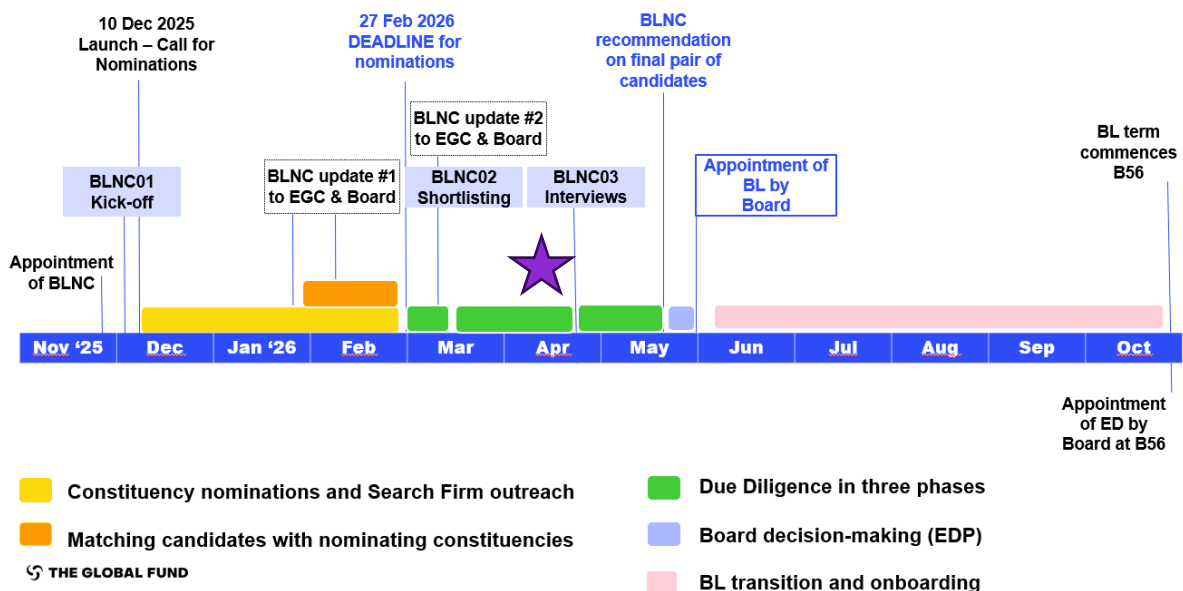 10 Dec 2025
Launch – Call for
Nominations
27 Feb 2026
DEADLINE for
nominations
BLNC
recommendation
on final pair of
candidates
BLNC update #2
to EGC & Board
BL term
commences
B56
BLNC01
Kick-off
BLNC update #1
to EGC & Board
BLNC02
Shortlisting
BLNC03
Interviews
Appointment of
BL by
Board
Appointment
of BLNC
Nov ‘25
Dec
Jan ‘26
Feb
Mar
Apr
May
Jun
Jul
Aug
Sep
Oct
Appointment
of ED by
Board at B56
Constituency nominations and Search Firm outreach
Matching candidates with nominating constituencies
Due Diligence in three phases
Board decision-making (EDP)
BL transition and onboarding
THE GLOBAL FUND